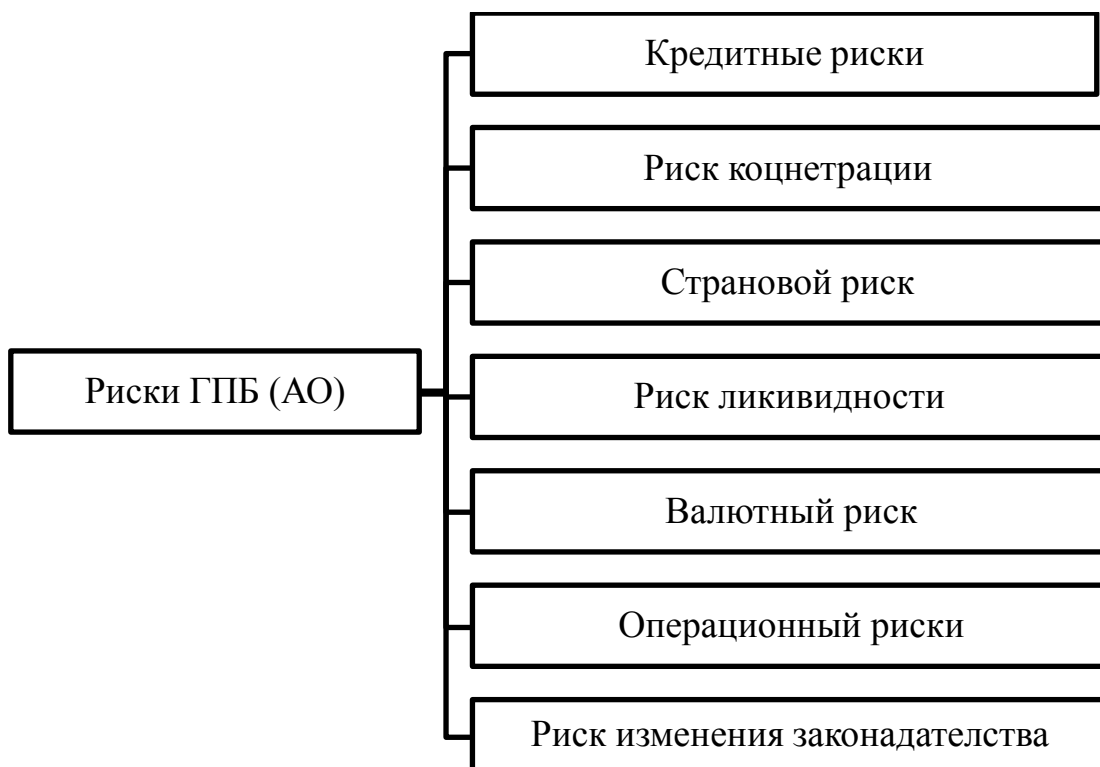 Кредитные риски
Риск коцнетрации
Страновой риск
Риски ГПБ (АО)
Риск ликивидности
Валютный риск
Операционный риски
Риск изменения законадателства